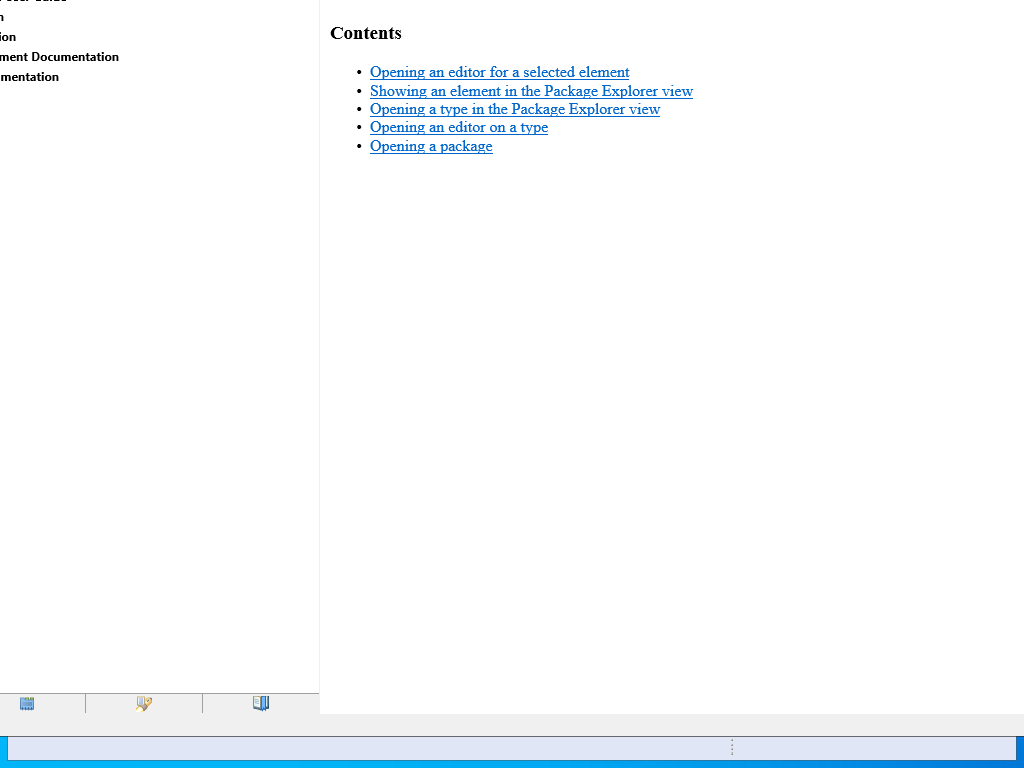 ion
ment Documentation
mentation
Contents
• Opening an editor for a selected element
• Showing an element in the Package Explorer view
• Opening a type in the Package Explorer view
• Opening an editor on a type
• Opening a package